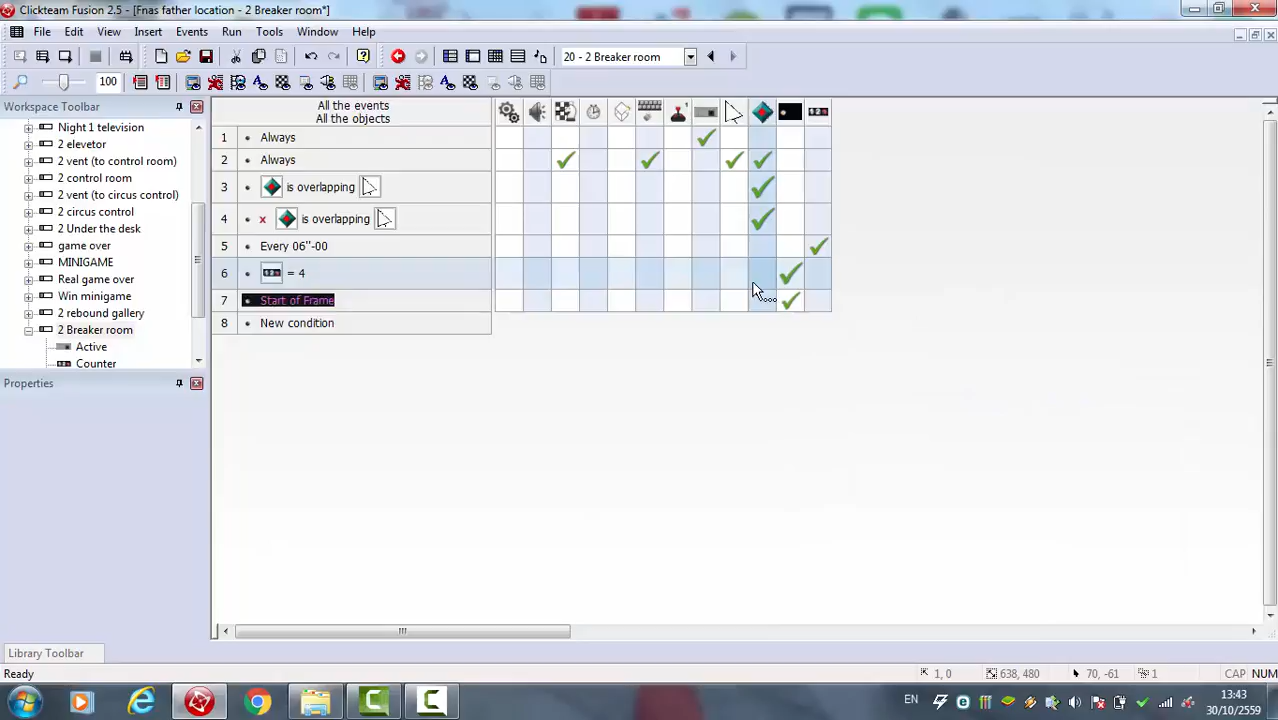 Clickteam Fusion 2.5 - [Fnas father location - 2 Breaker room*]
File Edit View Insert Events Run Tools Window Help
20 - 2 Breaker room
100
Workspace Toolbar
Night 1 television
2 elevator
2 vent (to control room)
2 control room
2 vent (to circus control)
2 circus control
2 Under the desk
game over
MINIGAME
Real game over
Win minigame
2 rebound gallery
2 Breaker room
Active
Counter
Properties
All the events
All the objects
1 • Always
2 • Always
3 • is overlapping
4 • x is overlapping
5 • Every 06"-00
6 • = 4
7 • Start of Frame
8 • New condition
Library Toolbar
Ready
1, 0
638, 480
70, -61
1
CAP NUM
EN
13:43
30/10/2559